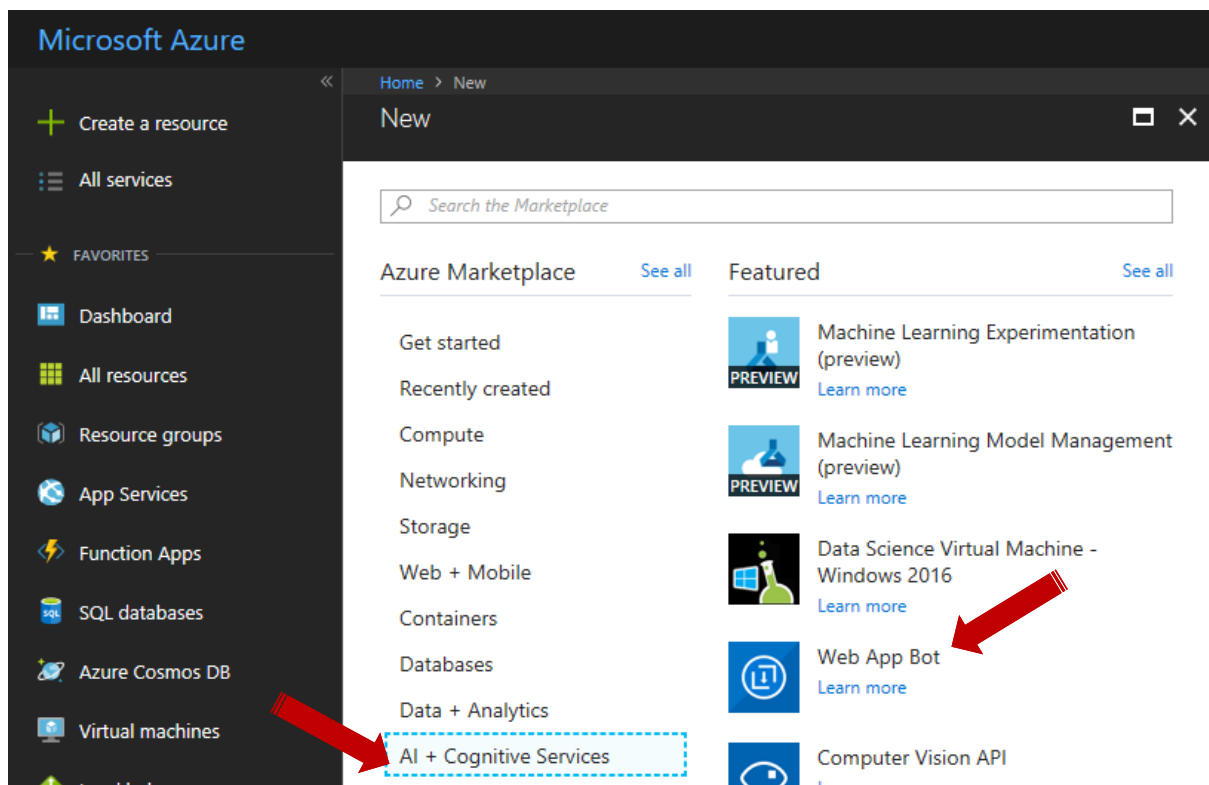 Microsoft Azure
«
Create a resource
All services
FAVORITES
Dashboard
All resources
Resource groups
App Services
Function Apps
SQL databases
Azure Cosmos DB
Virtual machines
Home > New
New
Search the Marketplace
Azure Marketplace
See all
Get started
Recently created
Compute
Networking
Storage
Web + Mobile
Containers
Databases
Data + Analytics
AI + Cognitive Services
Featured
See all
PREVIEW
Machine Learning Experimentation
(preview)
Learn more
PREVIEW
Machine Learning Model Management
(preview)
Learn more
Data Science Virtual Machine -
Windows 2016
Learn more
Web App Bot
Learn more
Computer Vision API